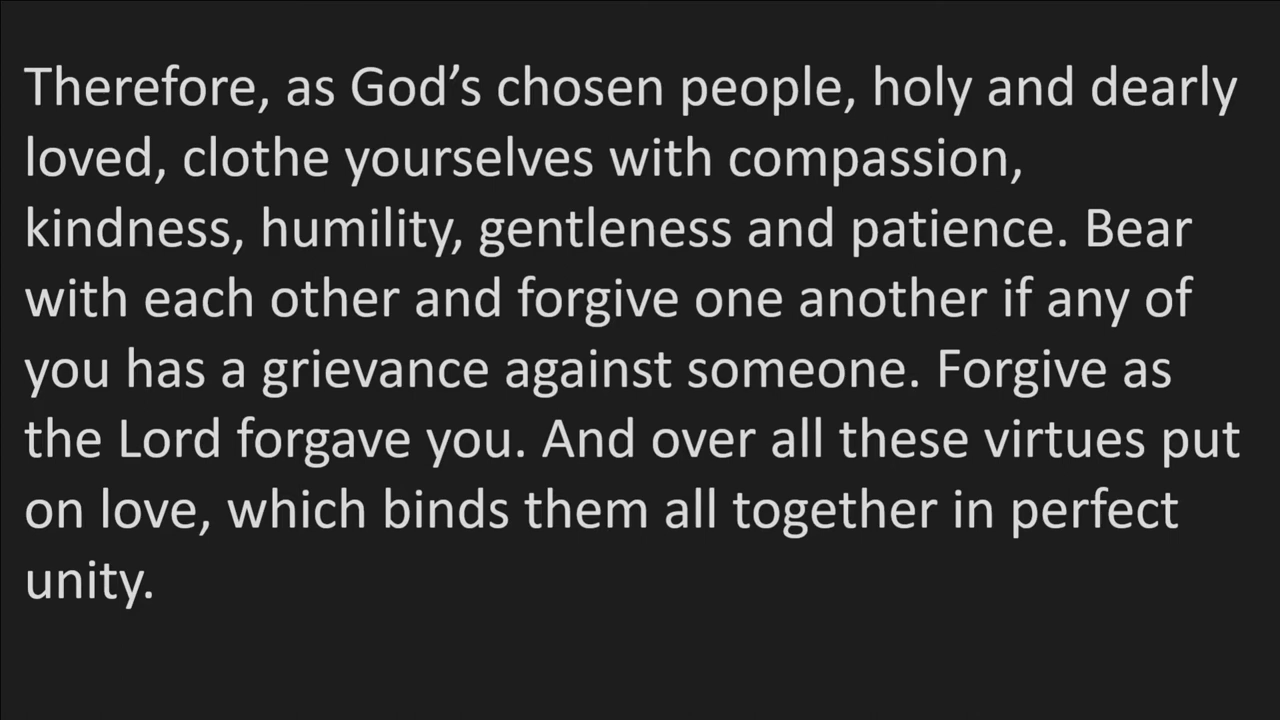 Therefore, as God’s chosen people, holy and dearly
loved, clothe yourselves with compassion,
kindness, humility, gentleness and patience. Bear
with each other and forgive one another if any of
you has a grievance against someone. Forgive as
the Lord forgave you. And over all these virtues put
on love, which binds them all together in perfect
unity.